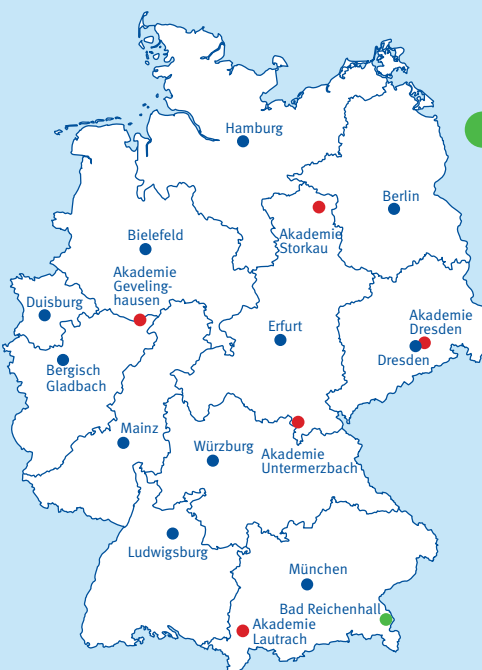 Hamburg
Berlin
Akademie
Storkau
Bielefeld
Akademie
Geveling-
hausen
Duisburg
Erfurt
Akademie
Dresden
Dresden
Bergisch
Gladbach
Mainz
Würzburg
Akademie
Untermerzbach
Ludwigsburg
München
Bad Reichenhall
Akademie
Lautrach